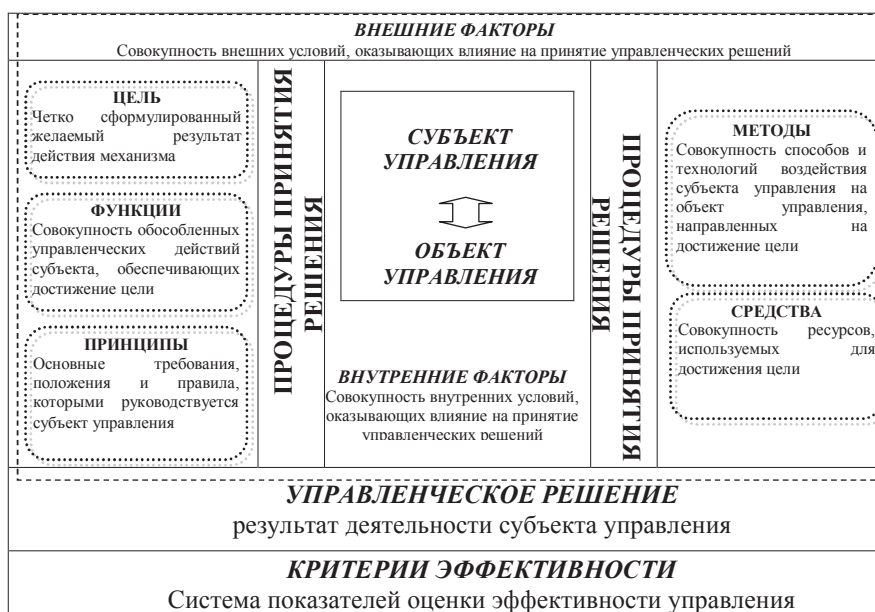 ВНЕШНИЕ ФАКТОРЫ
Совокупность внешних условий, оказывающих влияние на принятие управленческих решений
ЦЕЛЬ
Четко сформулированный
желаемый результат
действия механизма
ФУНКЦИИ
Совокупность обособленных
управленческих действий
субъекта, обеспечивающих
достижение цели
ПРИНЦИПЫ
Основные требования,
положения и правила,
которыми руководствуется
субъект управления
ПРОЦЕДУРЫ ПРИНЯТИЯ
РЕШЕНИЯ
СУБЪЕКТ
УПРАВЛЕНИЯ
ОБЪЕКТ
УПРАВЛЕНИЯ
ВНУТРЕННИЕ ФАКТОРЫ
Совокупность внутренних условий,
оказывающих влияние на принятие
управленческих решений
ПРОЦЕДУРЫ ПРИНЯТИЯ
РЕШЕНИЯ
МЕТОДЫ
Совокупность способов и
технологий воздействия
субъекта управления на
объект управления,
направленных на
достижение цели
СРЕДСТВА
Совокупность ресурсов,
используемых для
достижения цели
УПРАВЛЕНЧЕСКОЕ РЕШЕНИЕ
результат деятельности субъекта управления
КРИТЕРИИ ЭФФЕКТИВНОСТИ
Система показателей оценки эффективности управления